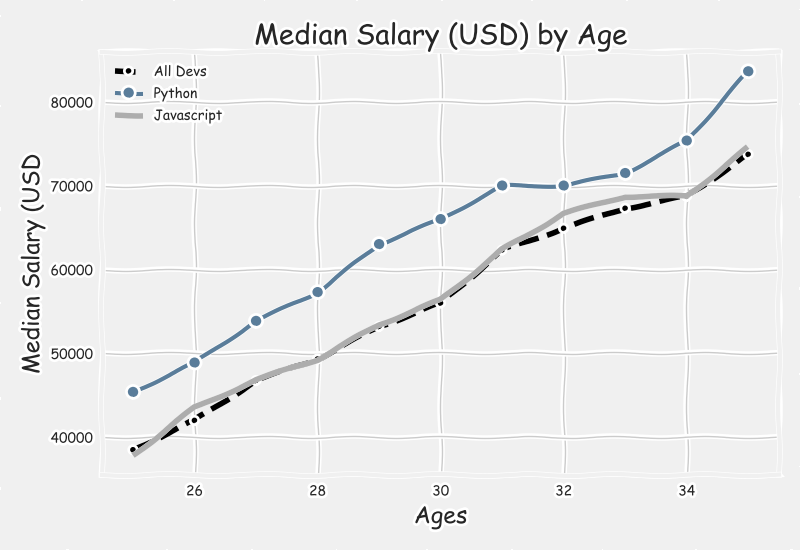 Median Salary (USD) by Age
All Devs
Python
Javascript
80000
70000
60000
50000
40000
Median Salary (USD
26 28 30 32 34
Ages